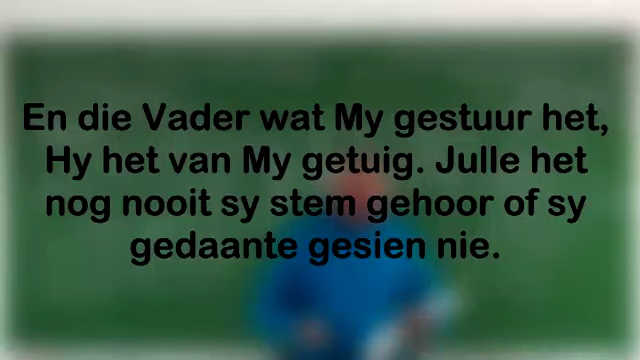 En die Vader wat My gestuur het,
Hy het van My getuig. Julle het
nog nooit sy stem gehoor of sy
gedaante gesien nie.